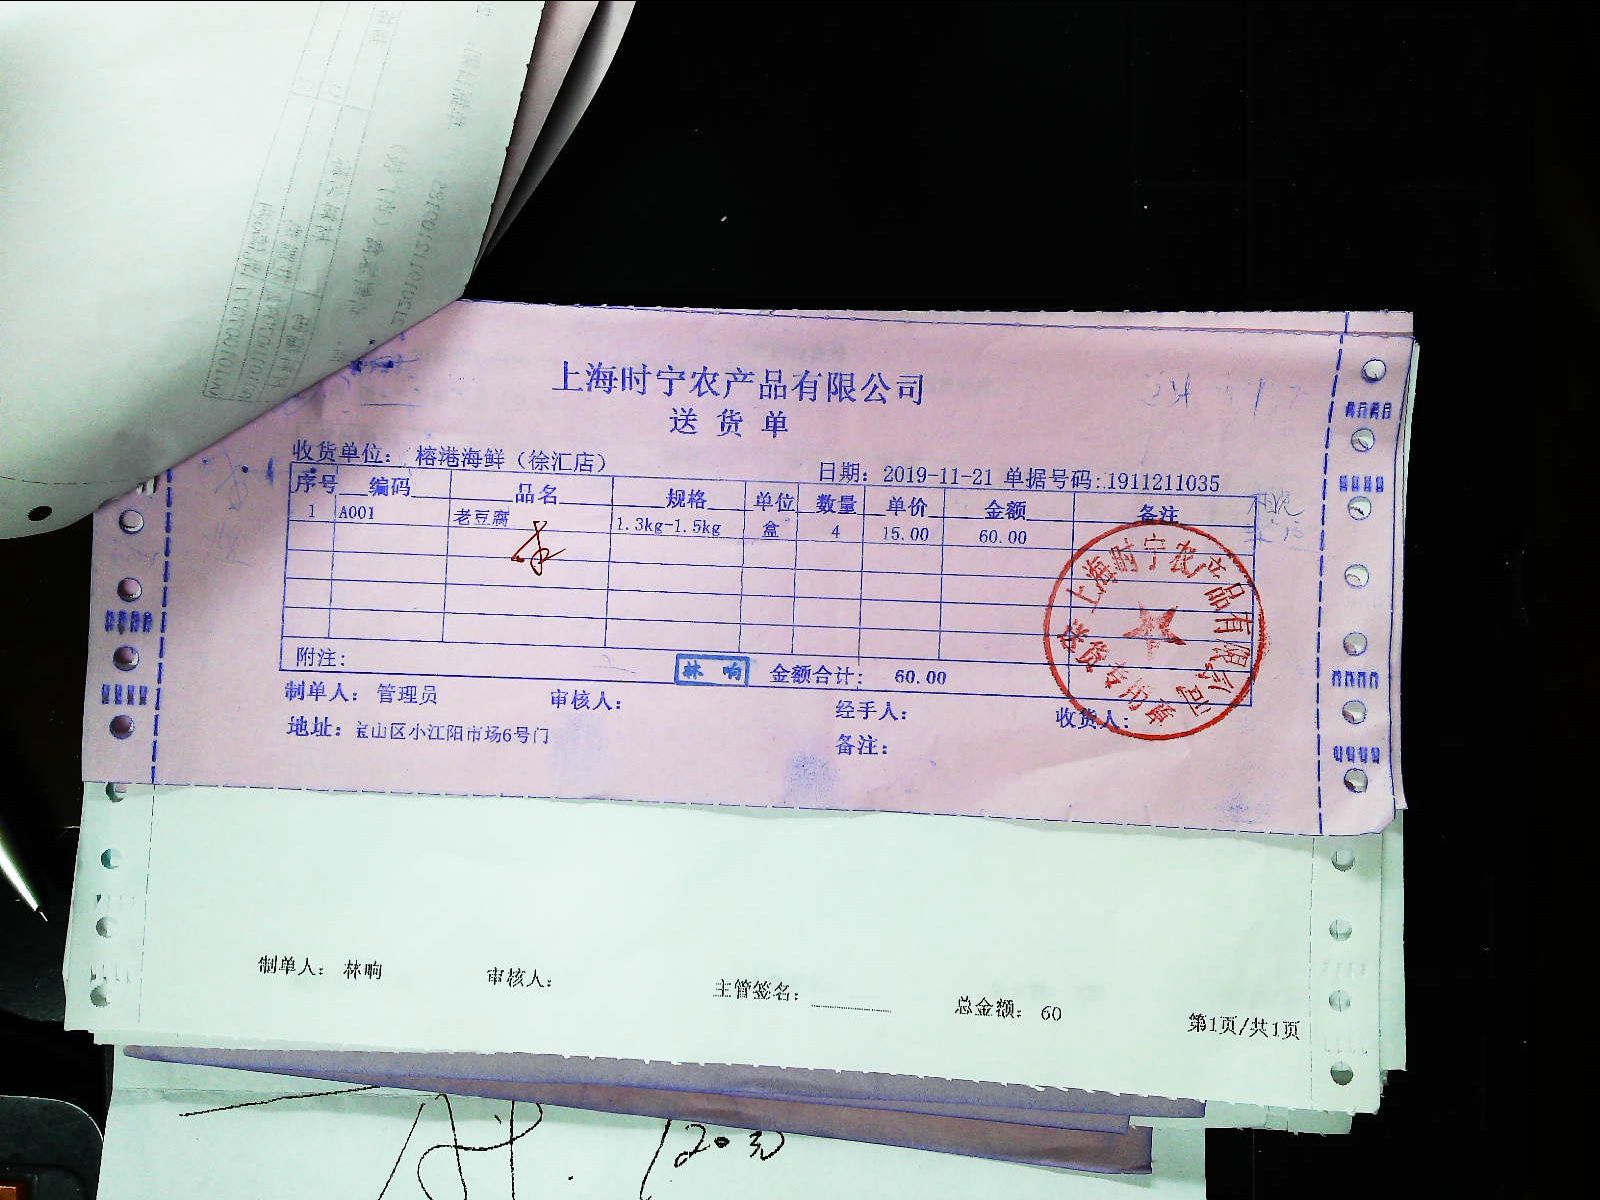 上海时宁农产品有限公司
送货单
收货单位: 榕港海鲜（徐汇店） 日期: 2019-11-21 单据号码:1911211035
序号 编码 品名 规格 单位 数量 单价 金额 备注
1 A001 老豆腐 1.3kg-1.5kg 盒 4 15.00 60.00
上海时宁农产品有限公司
送货专用章
附注: 林响 金额合计: 60.00
制单人: 管理员 审核人: 经手人: 收货人:
地址: 宝山区小江阳市场6号门 备注:
制单人: 林响 审核人: 主管签名: 总金额: 60
第1页/共1页